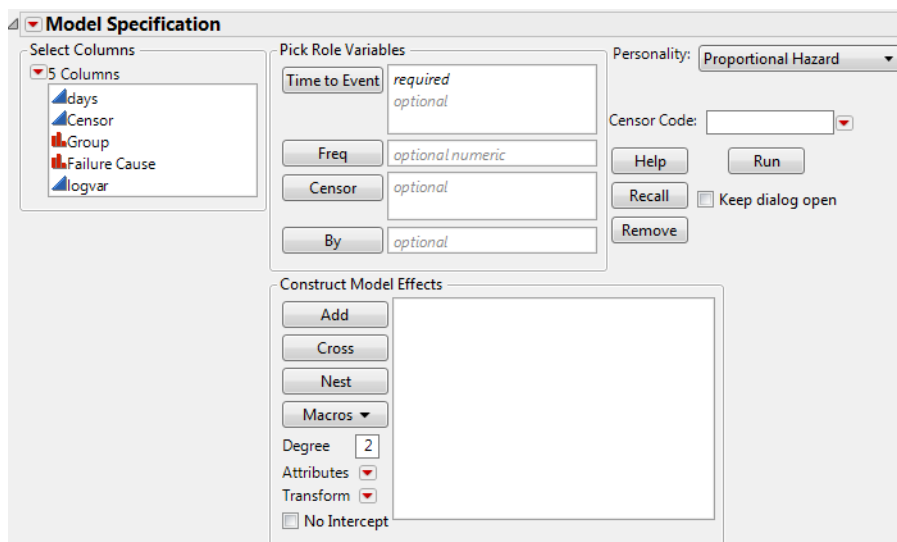 Model Specification
Select Columns
5 Columns
days
Censor
Group
Failure Cause
logvar
Pick Role Variables
Time to Event
required
optional
Freq
optional numeric
Censor
optional
By
optional
Personality:
Proportional Hazard
Censor Code:
Help
Run
Recall
Keep dialog open
Remove
Construct Model Effects
Add
Cross
Nest
Macros
Degree 2
Attributes
Transform
No Intercept